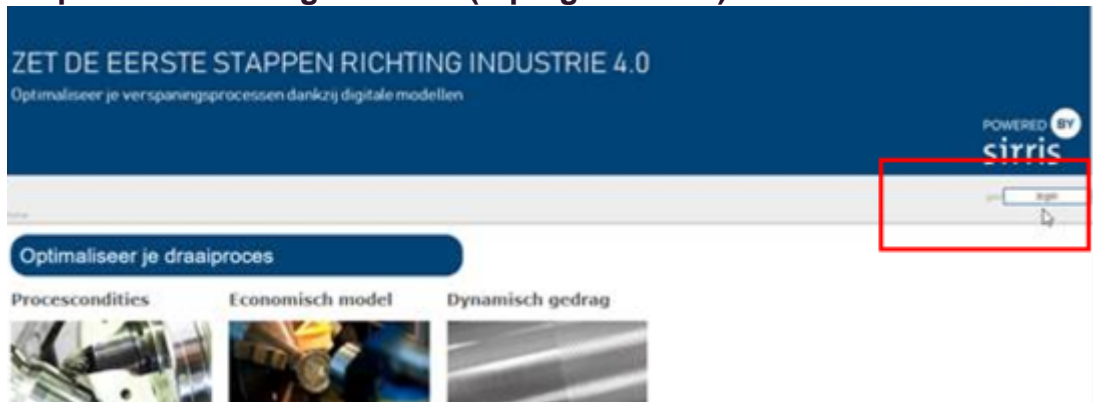 ZET DE EERSTE STAPPEN RICHTING INDUSTRIE 4.0
Optimaliseer je verspaningsprocessen dankzij digitale modellen
POWERED BY
sirris
login
Optimaliseer je draaiproces
Procescondities Economisch model Dynamisch gedrag